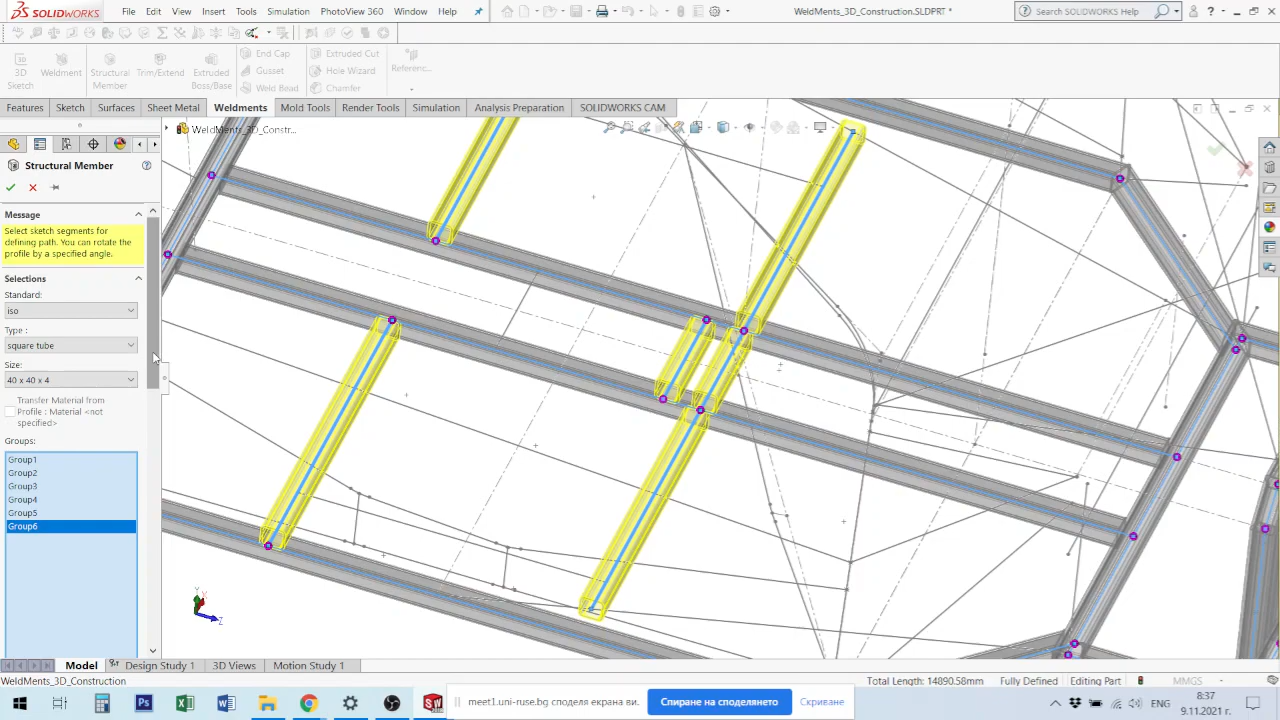 SOLIDWORKS File Edit View Insert Tools Simulation PhotoView 360 Window Help WeldMents_3D_Construction.SLDPRT * Search SOLIDWORKS Help
3D Sketch Weldment Structural Member Trim/Extend Extruded Boss/Base End Cap Gusset Weld Bead Extruded Cut Hole Wizard Chamfer Referenc...
Features Sketch Surfaces Sheet Metal Weldments Mold Tools Render Tools Simulation Analysis Preparation SOLIDWORKS CAM
WeldMents_3D_Constr...
Structural Member
Message
Select sketch segments for
defining path. You can rotate the
profile by a specified angle.
Selections
Standard:
iso
Type :
square tube
Size:
40 x 40 x 4
Transfer Material from
Profile : Material <not
specified>
Groups:
Group1
Group2
Group3
Group4
Group5
Group6
Y
X
Z
Model Design Study 1 3D Views Motion Study 1
WeldMents_3D_Construction Total Length: 14890.58mm Fully Defined Editing Part MMGS
meet1.uni-ruse.bg споделя екрана ви. Спиране на споделянето Скриване
ENG 8:37
9.11.2021 г.